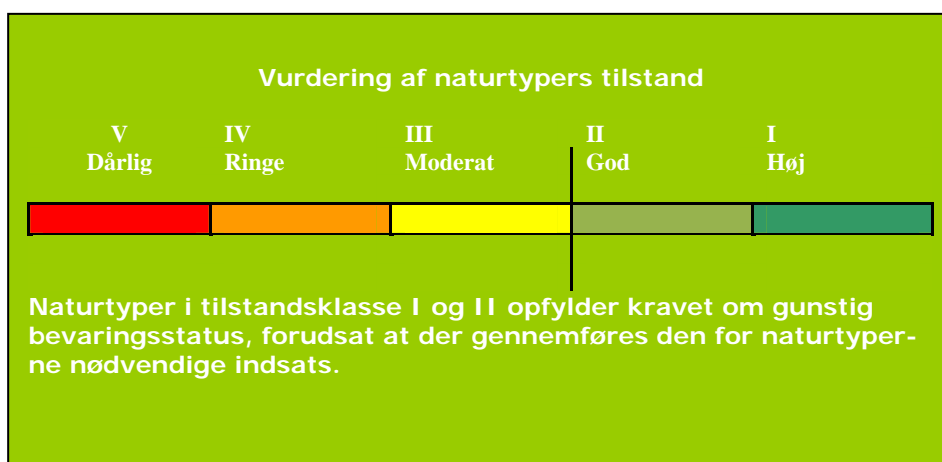 Vurdering af naturtypers tilstand
V IV III II I
Dårlig Ringe Moderat God Høj
Naturtyper i tilstandsklasse I og II opfylder kravet om gunstig
bevaringsstatus, forudsat at der gennemføres den for naturtyper-
ne nødvendige indsats.